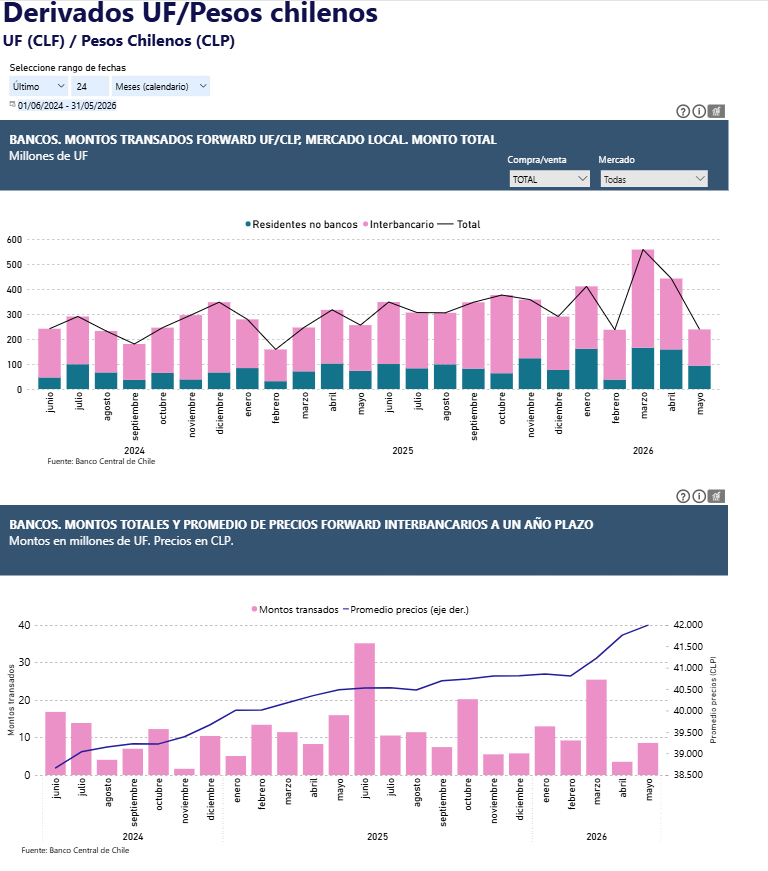 Derivados UF/Pesos chilenos
UF (CLF) / Pesos Chilenos (CLP)
Seleccione rango de fechas
Último 24 Meses (calendario)
01/06/2024 - 31/05/2026
? i
BANCOS. MONTOS TRANSADOS FORWARD UF/CLP, MERCADO LOCAL. MONTO TOTAL
Millones de UF
Compra/venta Mercado
TOTAL Todas
Residentes no bancos Interbancario Total
600
500
400
300
200
100
0
junio julio agosto septiembre octubre noviembre diciembre enero febrero marzo abril mayo junio julio agosto septiembre octubre noviembre diciembre enero febrero marzo abril mayo
2024 2025 2026
Fuente: Banco Central de Chile
? i
BANCOS. MONTOS TOTALES Y PROMEDIO DE PRECIOS FORWARD INTERBANCARIOS A UN AÑO PLAZO
Montos en millones de UF. Precios en CLP.
Montos transados Promedio precios (eje der.)
Montos transados
40
30
20
10
0
42.000
41.500
41.000
40.500
40.000
39.500
39.000
38.500
Promedio precios (CLP)
junio julio agosto septiembre octubre noviembre diciembre enero febrero marzo abril mayo junio julio agosto septiembre octubre noviembre diciembre enero febrero marzo abril mayo
2024 2025 2026
Fuente: Banco Central de Chile